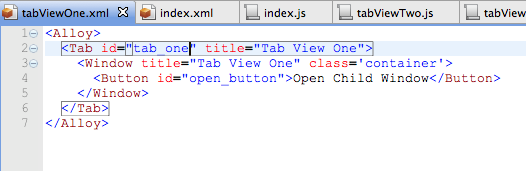 tabViewOne.xml index.xml index.js tabViewTwo.js tabView
1 <Alloy>
2 <Tab id="tab_one" title="Tab View One">
3 <Window title="Tab View One" class='container'>
4 <Button id="open_button">Open Child Window</Button>
5 </Window>
6 </Tab>
7 </Alloy>